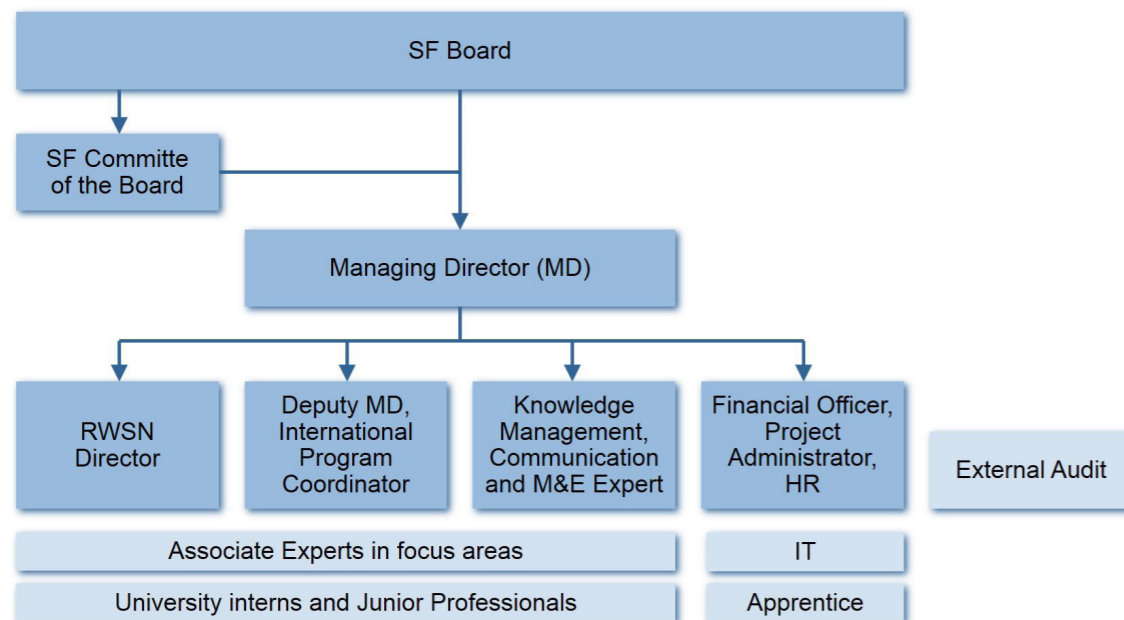 SF Board
SF Committe
of the Board
Managing Director (MD)
RWSN
Director
Deputy MD,
International
Program
Coordinator
Knowledge
Management,
Communication
and M&E Expert
Financial Officer,
Project
Administrator,
HR
External Audit
Associate Experts in focus areas
IT
University interns and Junior Professionals
Apprentice